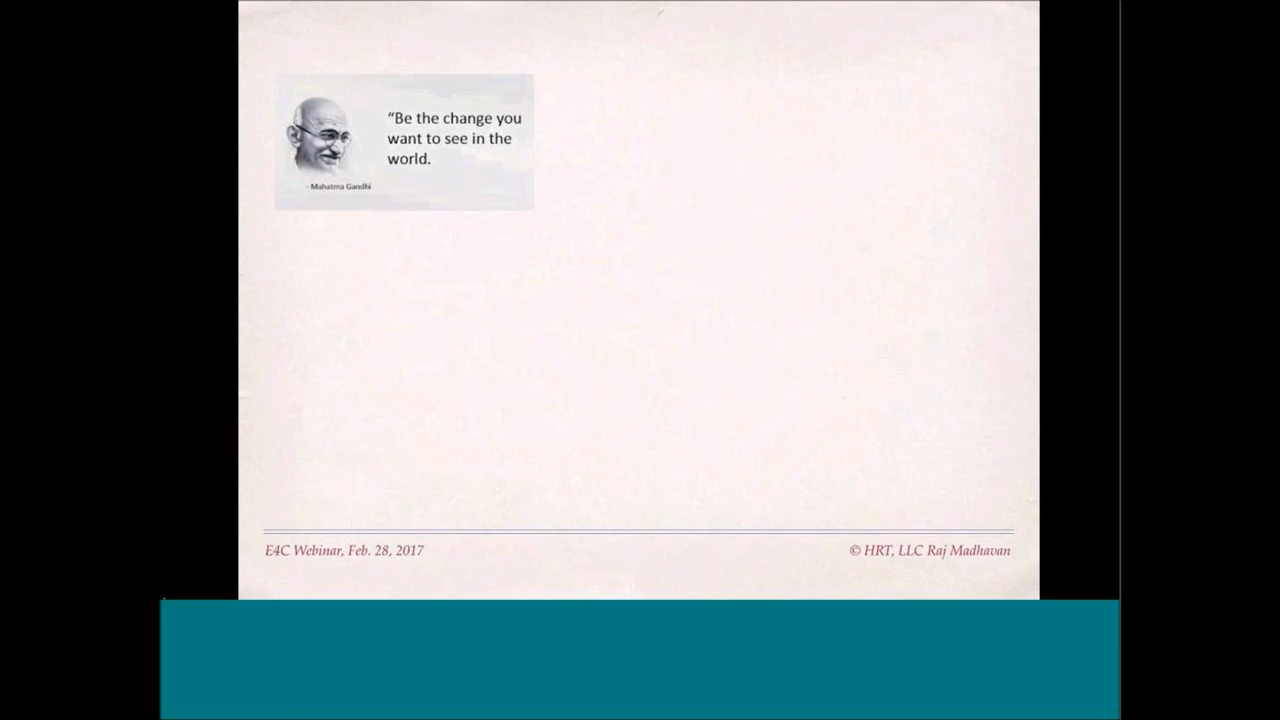 “Be the change you
want to see in the
world.
- Mahatma Gandhi
E4C Webinar, Feb. 28, 2017
© HRT, LLC Raj Madhavan